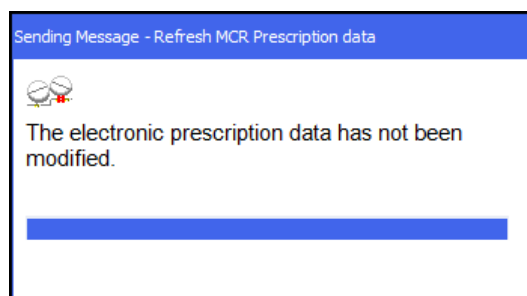 Sending Message - Refresh MCR Prescription data
The electronic prescription data has not been
modified.